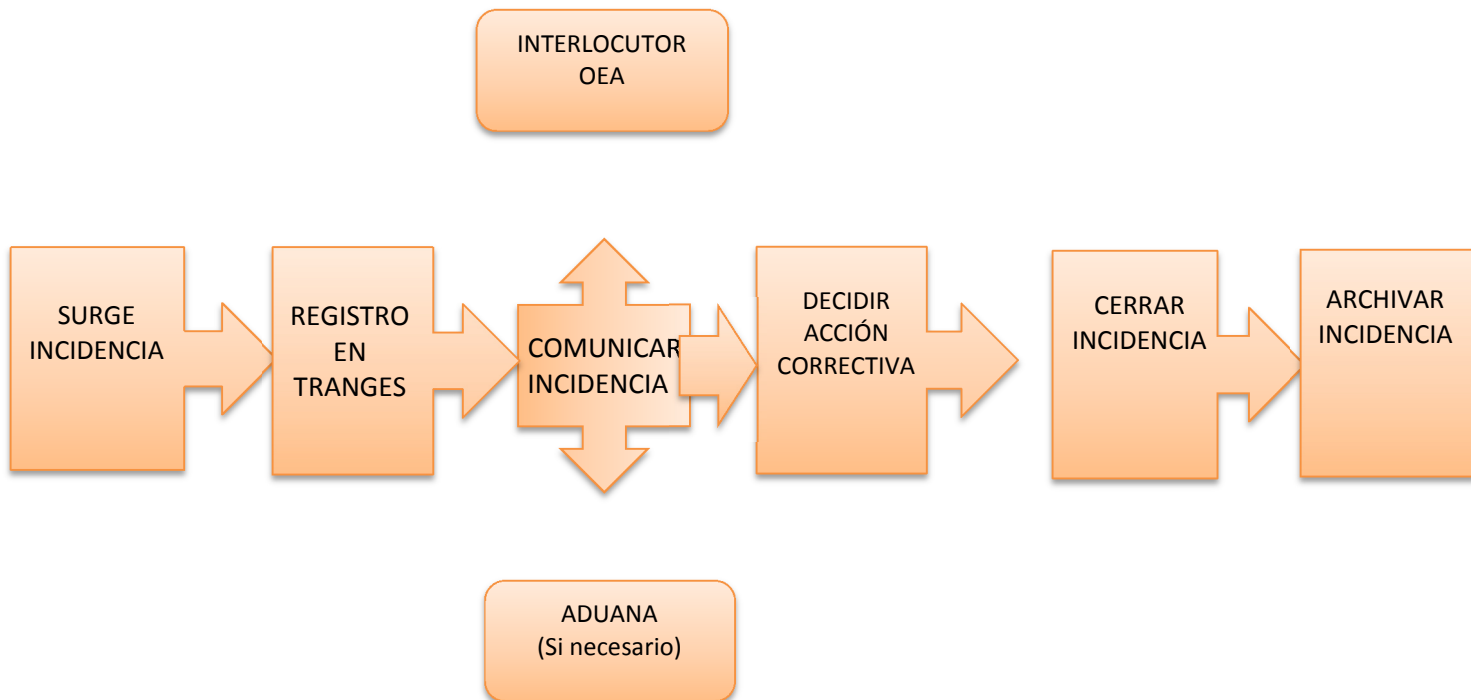 INTERLOCUTOR
OEA
SURGE
INCIDENCIA
REGISTRO
EN
TRANGES
COMUNICAR
INCIDENCIA
DECIDIR
ACCIÓN
CORRECTIVA
CERRAR
INCIDENCIA
ARCHIVAR
INCIDENCIA
ADUANA
(Si necesario)